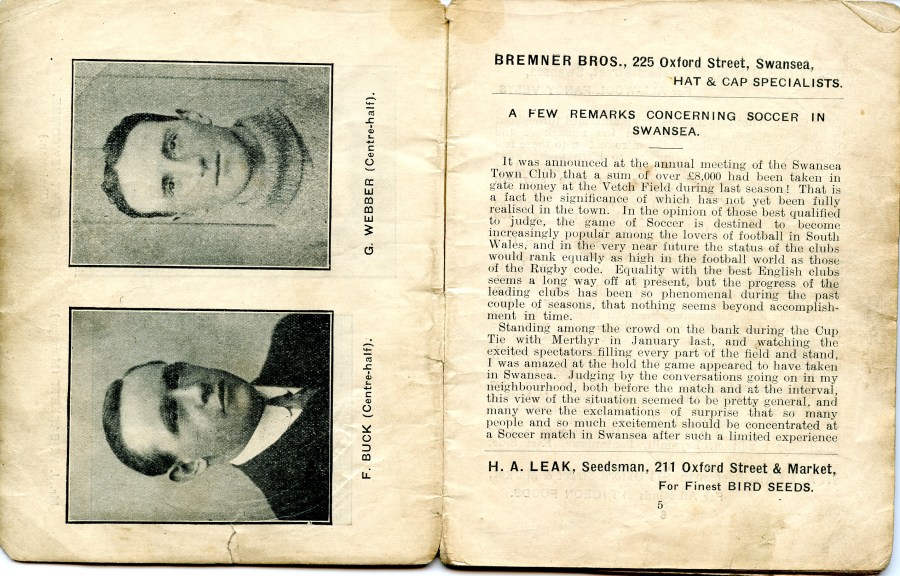 G. WEBBER (Centre-half).
F. BUCK (Centre-half).
BREMNER BROS., 225 Oxford Street, Swansea,
HAT & CAP SPECIALISTS.
A FEW REMARKS CONCERNING SOCCER IN
SWANSEA.
It was announced at the annual meeting of the Swansea
Town Club that a sum of over £8,000 had been taken in
gate money at the Vetch Field during last season! That is
a fact the significance of which has not yet been fully
realised in the town. In the opinion of those best qualified
to judge, the game of Soccer is destined to become
increasingly popular among the lovers of football in South
Wales, and in the very near future the status of the clubs
would rank equally as high in the football world as those
of the Rugby code. Equality with the best English clubs
seems a long way off at present, but the progress of the
leading clubs has been so phenomenal during the past
couple of seasons, that nothing seems beyond accomplish-
ment in time.
Standing among the crowd on the bank during the Cup
Tie with Merthyr in January last, and watching the
excited spectators filling every part of the field and stand,
I was amazed at the hold the game appeared to have taken
in Swansea. Judging by the conversations going on in my
neighbourhood, both before the match and at the interval,
this view of the situation seemed to be pretty general, and
many were the exclamations of surprise that so many
people and so much excitement should be concentrated at
a Soccer match in Swansea after such a limited experience
H. A. LEAK, Seedsman, 211 Oxford Street & Market,
For Finest BIRD SEEDS.
5